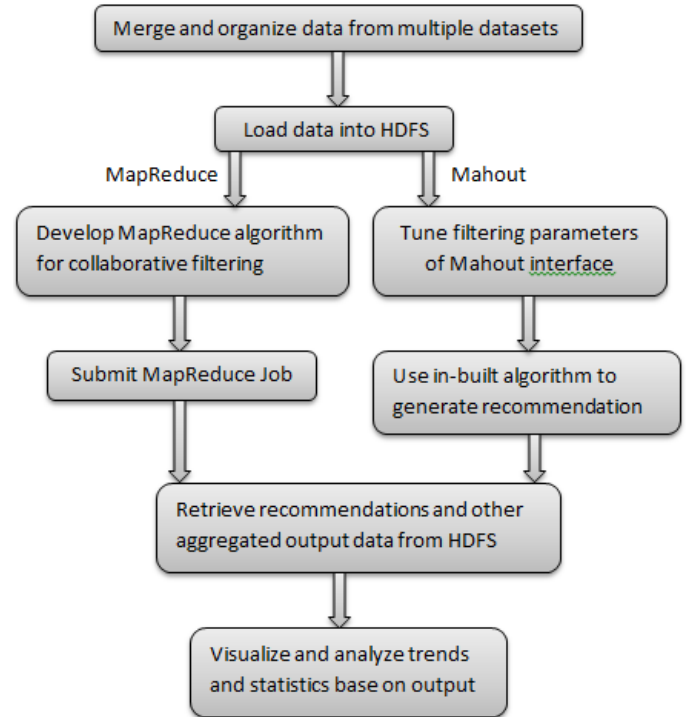 Merge and organize data from multiple datasets
Load data into HDFS
MapReduce
Mahout
Develop MapReduce algorithm
for collaborative filtering
Tune filtering parameters
of Mahout interface
Submit MapReduce Job
Use in-built algorithm to
generate recommendation
Retrieve recommendations and other
aggregated output data from HDFS
Visualize and analyze trends
and statistics base on output